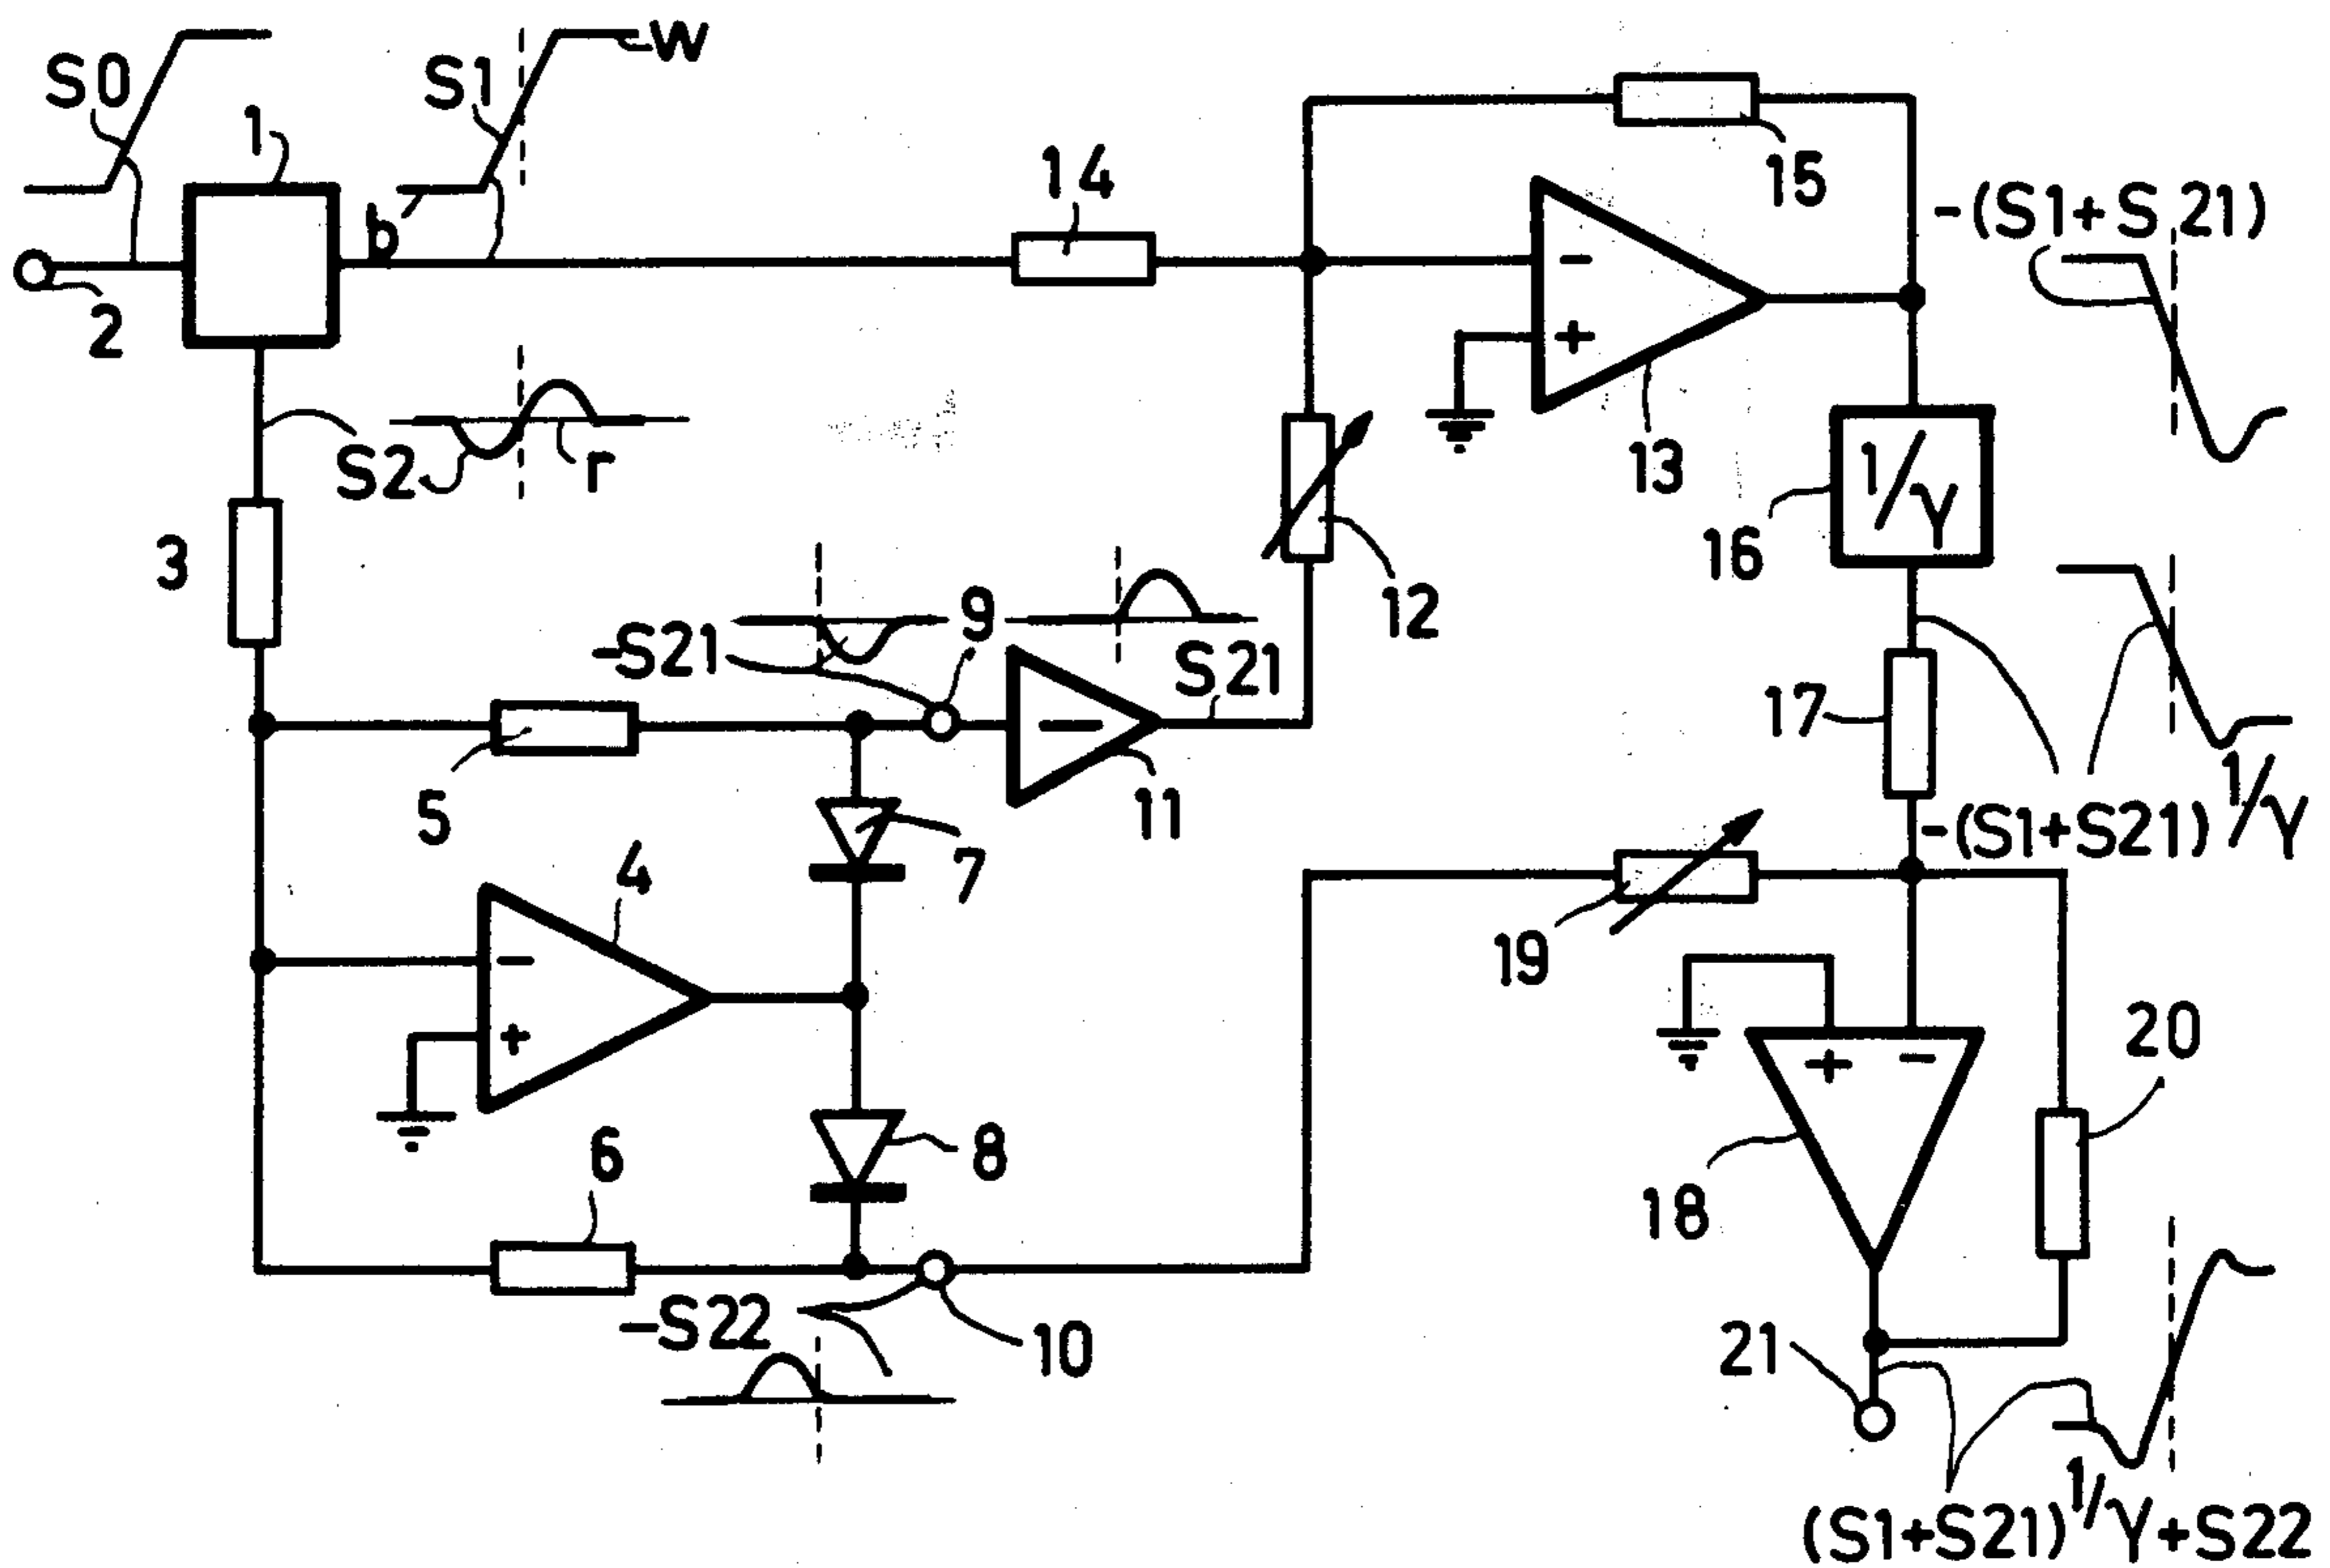 S0
S1
W
1
b
2
14
15
-(S1+S21)
-
+
13
S2
r
3
1/γ
16
12
-S21
9
S21
17
5
11
7
-(S1+S21)1/γ
4
-
+
-
19
20
+
-
6
8
18
-S22
10
21
(S1+S21)1/γ+S22